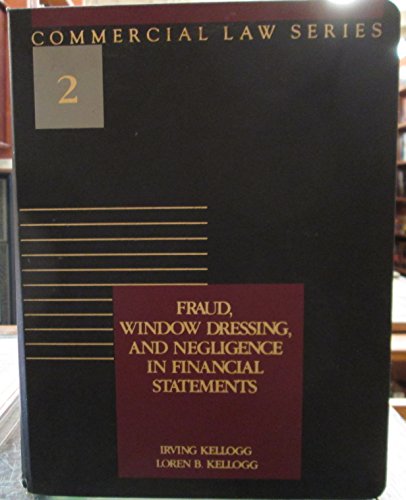 COMMERCIAL LAW SERIES
2
FRAUD,
WINDOW DRESSING,
AND NEGLIGENCE
IN FINANCIAL
STATEMENTS
IRVING KELLOGG
LOREN B. KELLOGG